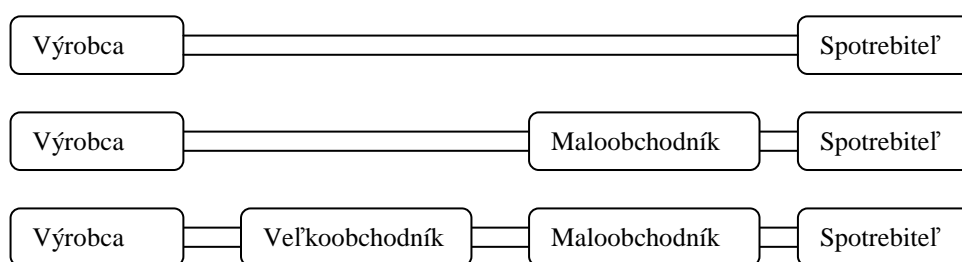 Výrobca Spotrebiteľ
Výrobca Maloobchodník Spotrebiteľ
Výrobca Veľkoobchodník Maloobchodník Spotrebiteľ